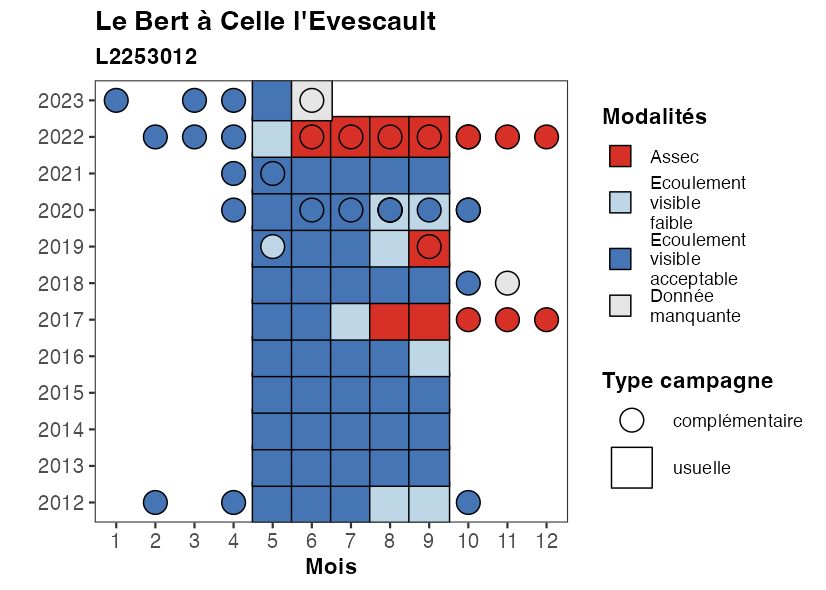 Le Bert à Celle l'Evescault
L2253012
2023
2022
2021
2020
2019
2018
2017
2016
2015
2014
2013
2012
1 2 3 4 5 6 7 8 9 10 11 12
Mois
Modalités
Assec
Ecoulement
visible
faible
Ecoulement
visible
acceptable
Donnée
manquante
Type campagne
complémentaire
usuelle